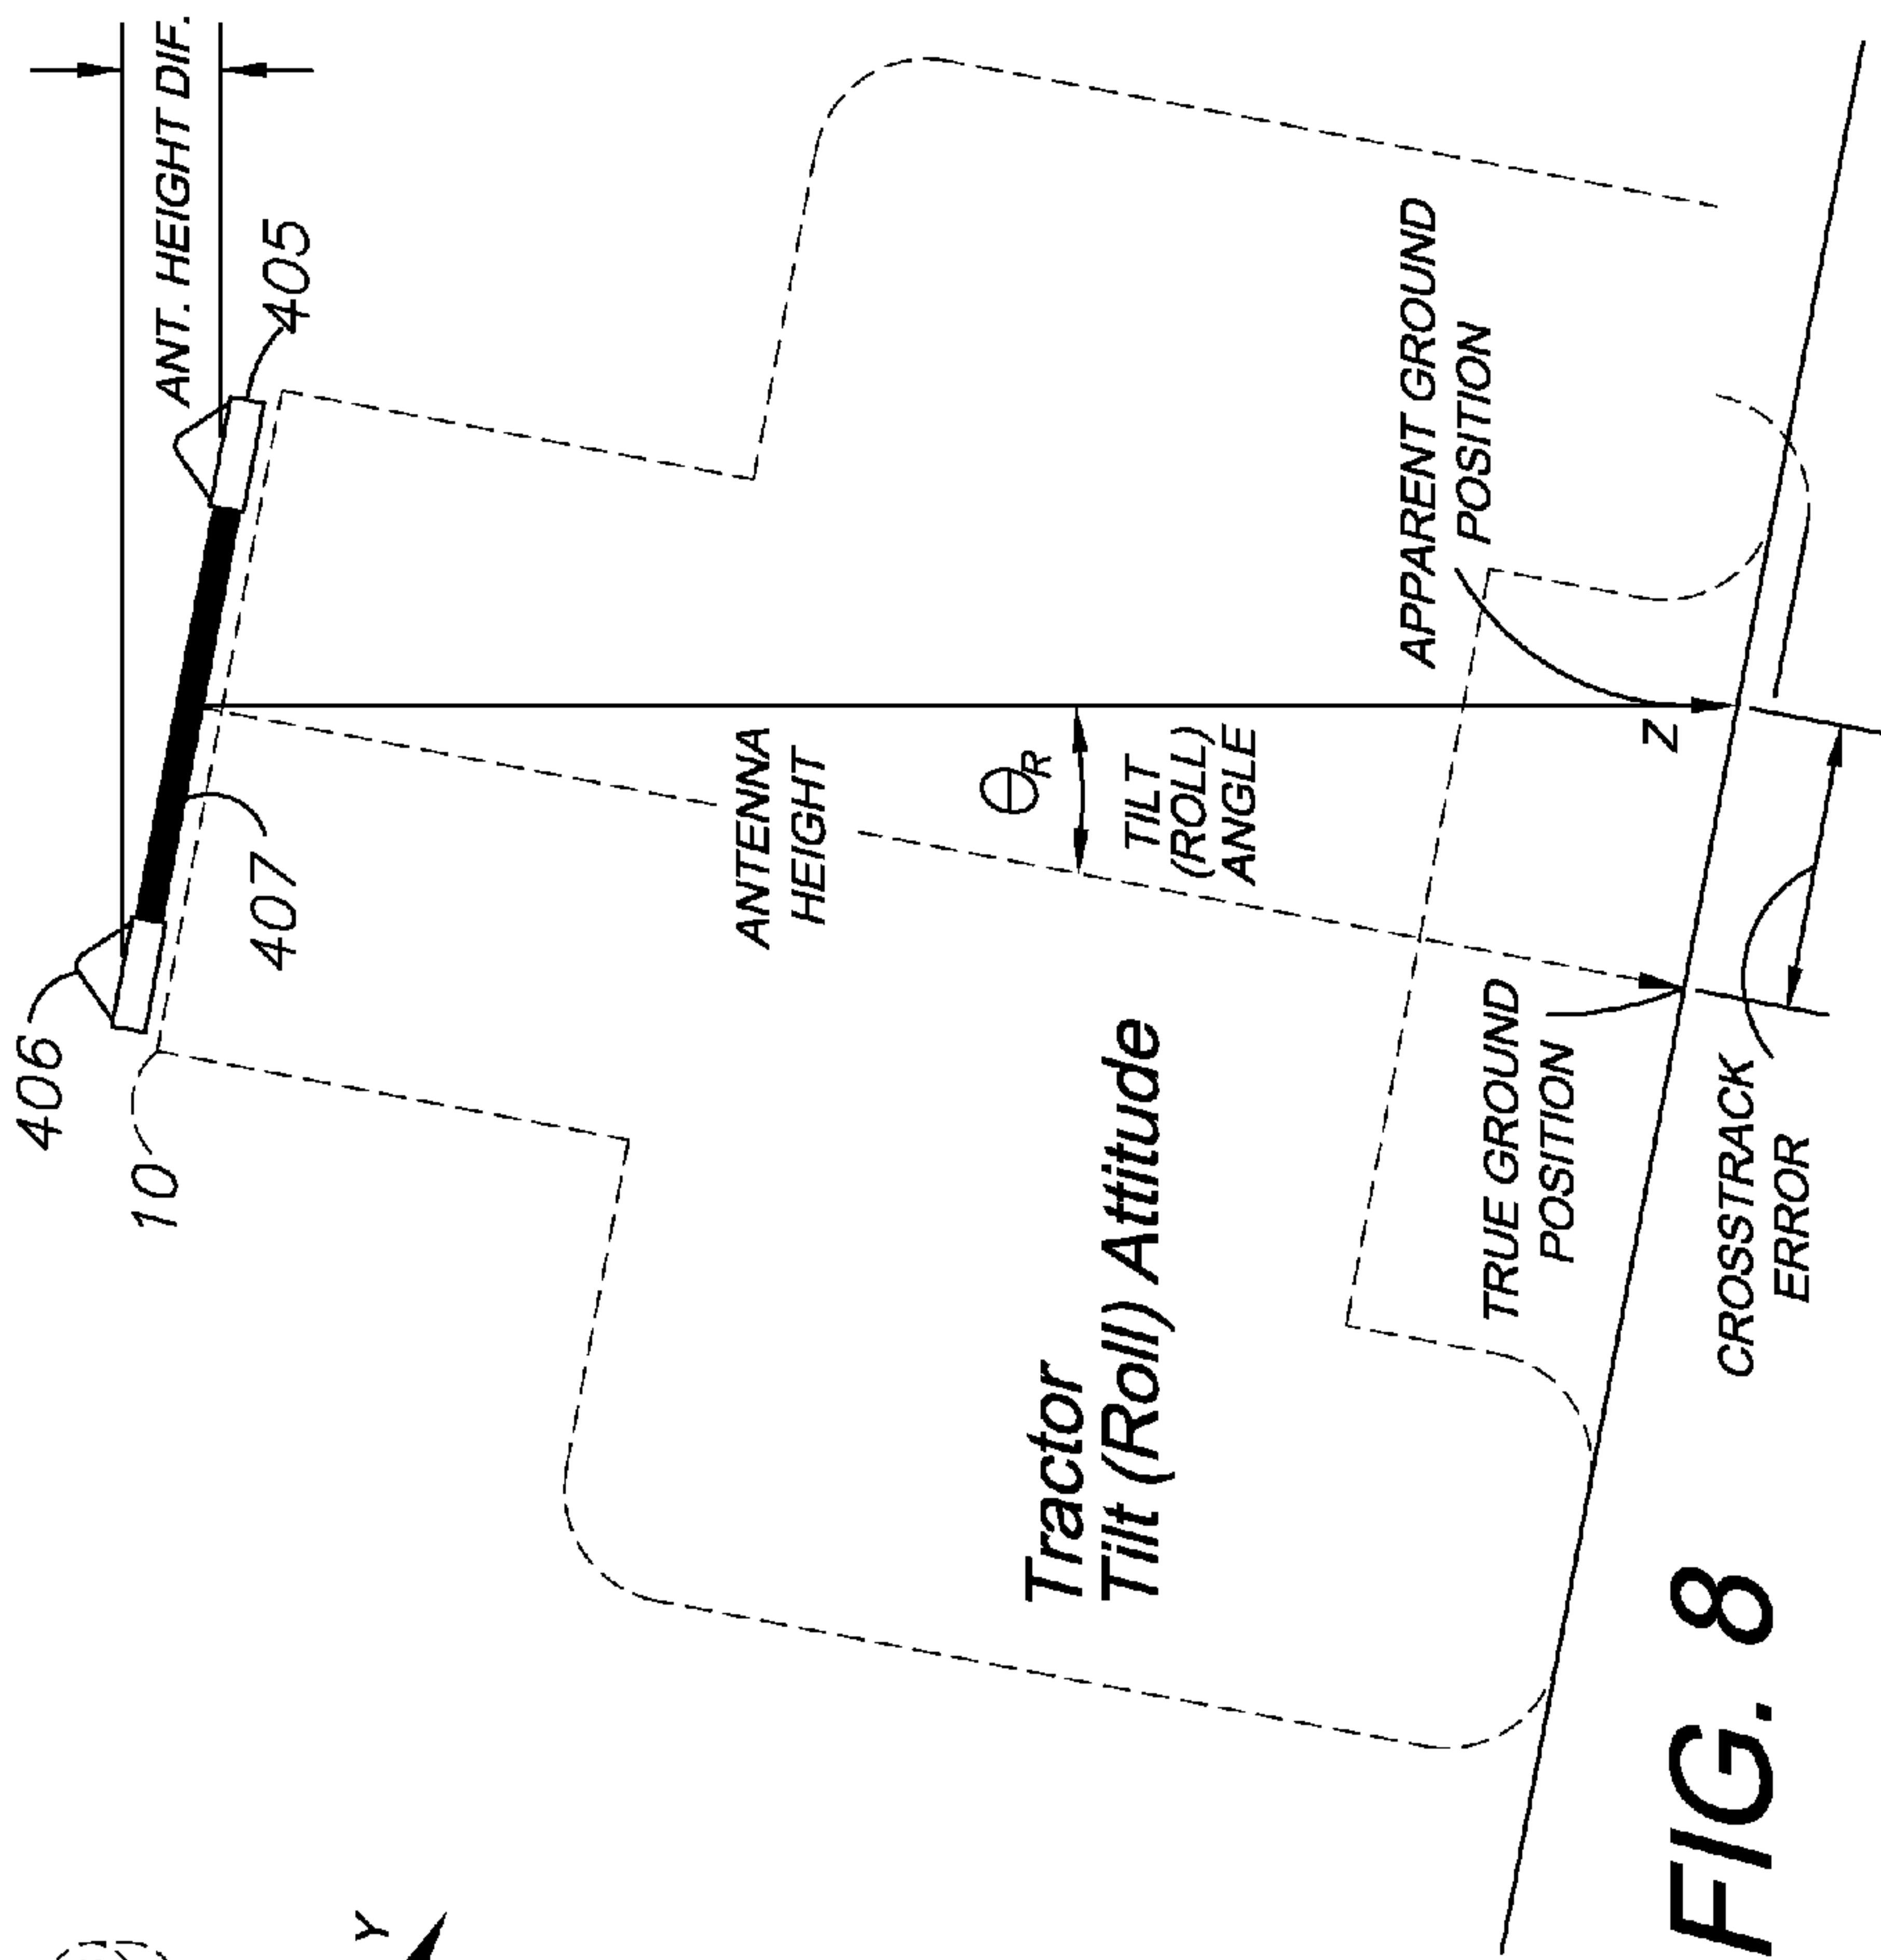 ANT. HEIGHT DIF.
406
405
10
407
ANTENNA
HEIGHT
θR
TILT
(ROLL)
ANGLE
APPARENT GROUND
POSITION
Z
Tractor
Tilt (Roll) Attitude
TRUE GROUND
POSITION
CROSSTRACK
ERROR
Y
FIG. 8